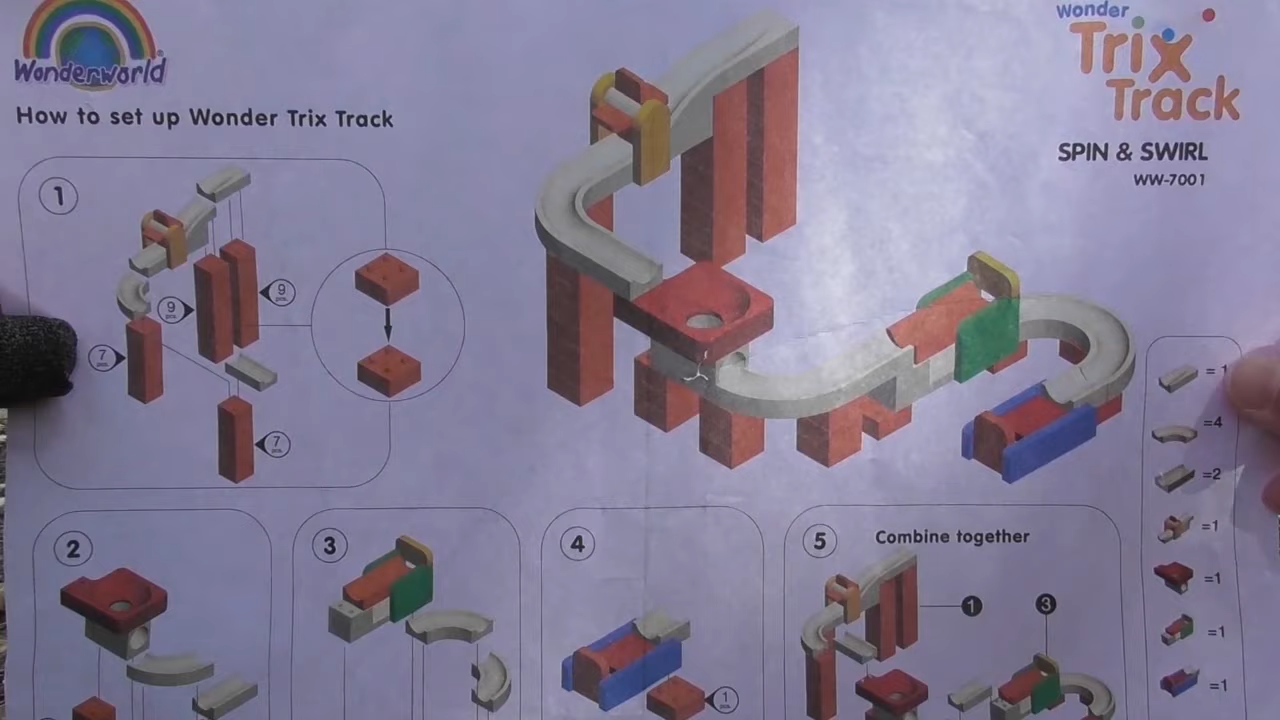 Wonderworld
How to set up Wonder Trix Track
wonder
Trix
Track
SPIN & SWIRL
WW-7001
1
9
pcs.
9
pcs.
7
pcs.
7
pcs.
= 1
=4
=2
=1
=1
=1
=1
2
3
4
1
pcs.
5
Combine together
1
3